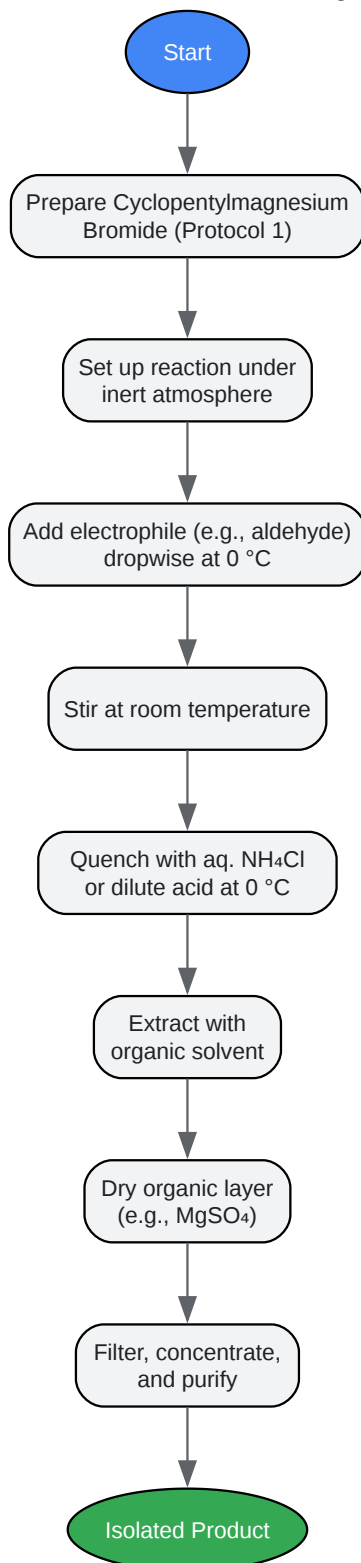 Start
Prepare Cyclopentylmagnesium
Bromide (Protocol 1)
Set up reaction under
inert atmosphere
Add electrophile (e.g., aldehyde)
dropwise at 0 °C
Stir at room temperature
Quench with aq. NH₄Cl
or dilute acid at 0 °C
Extract with
organic solvent
Dry organic layer
(e.g., MgSO₄)
Filter, concentrate,
and purify
Isolated Product